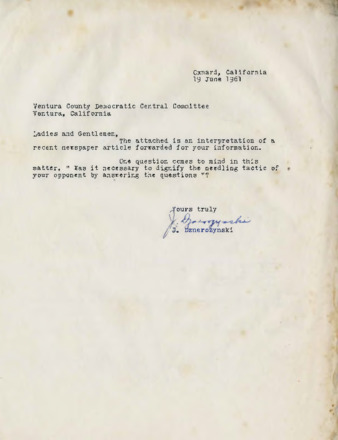 Oxnard, California
19 June 1961
Ventura County Democratic Central Committee
Ventura, California
Ladies and Gentlemen,
The attached is an interpretation of a
recent newspaper article forwarded for your information.
One question comes to mind in this
matter, " Was it necessary to dignify the needling tactic of
your opponent by answering the questions "?
Yours truly
J.